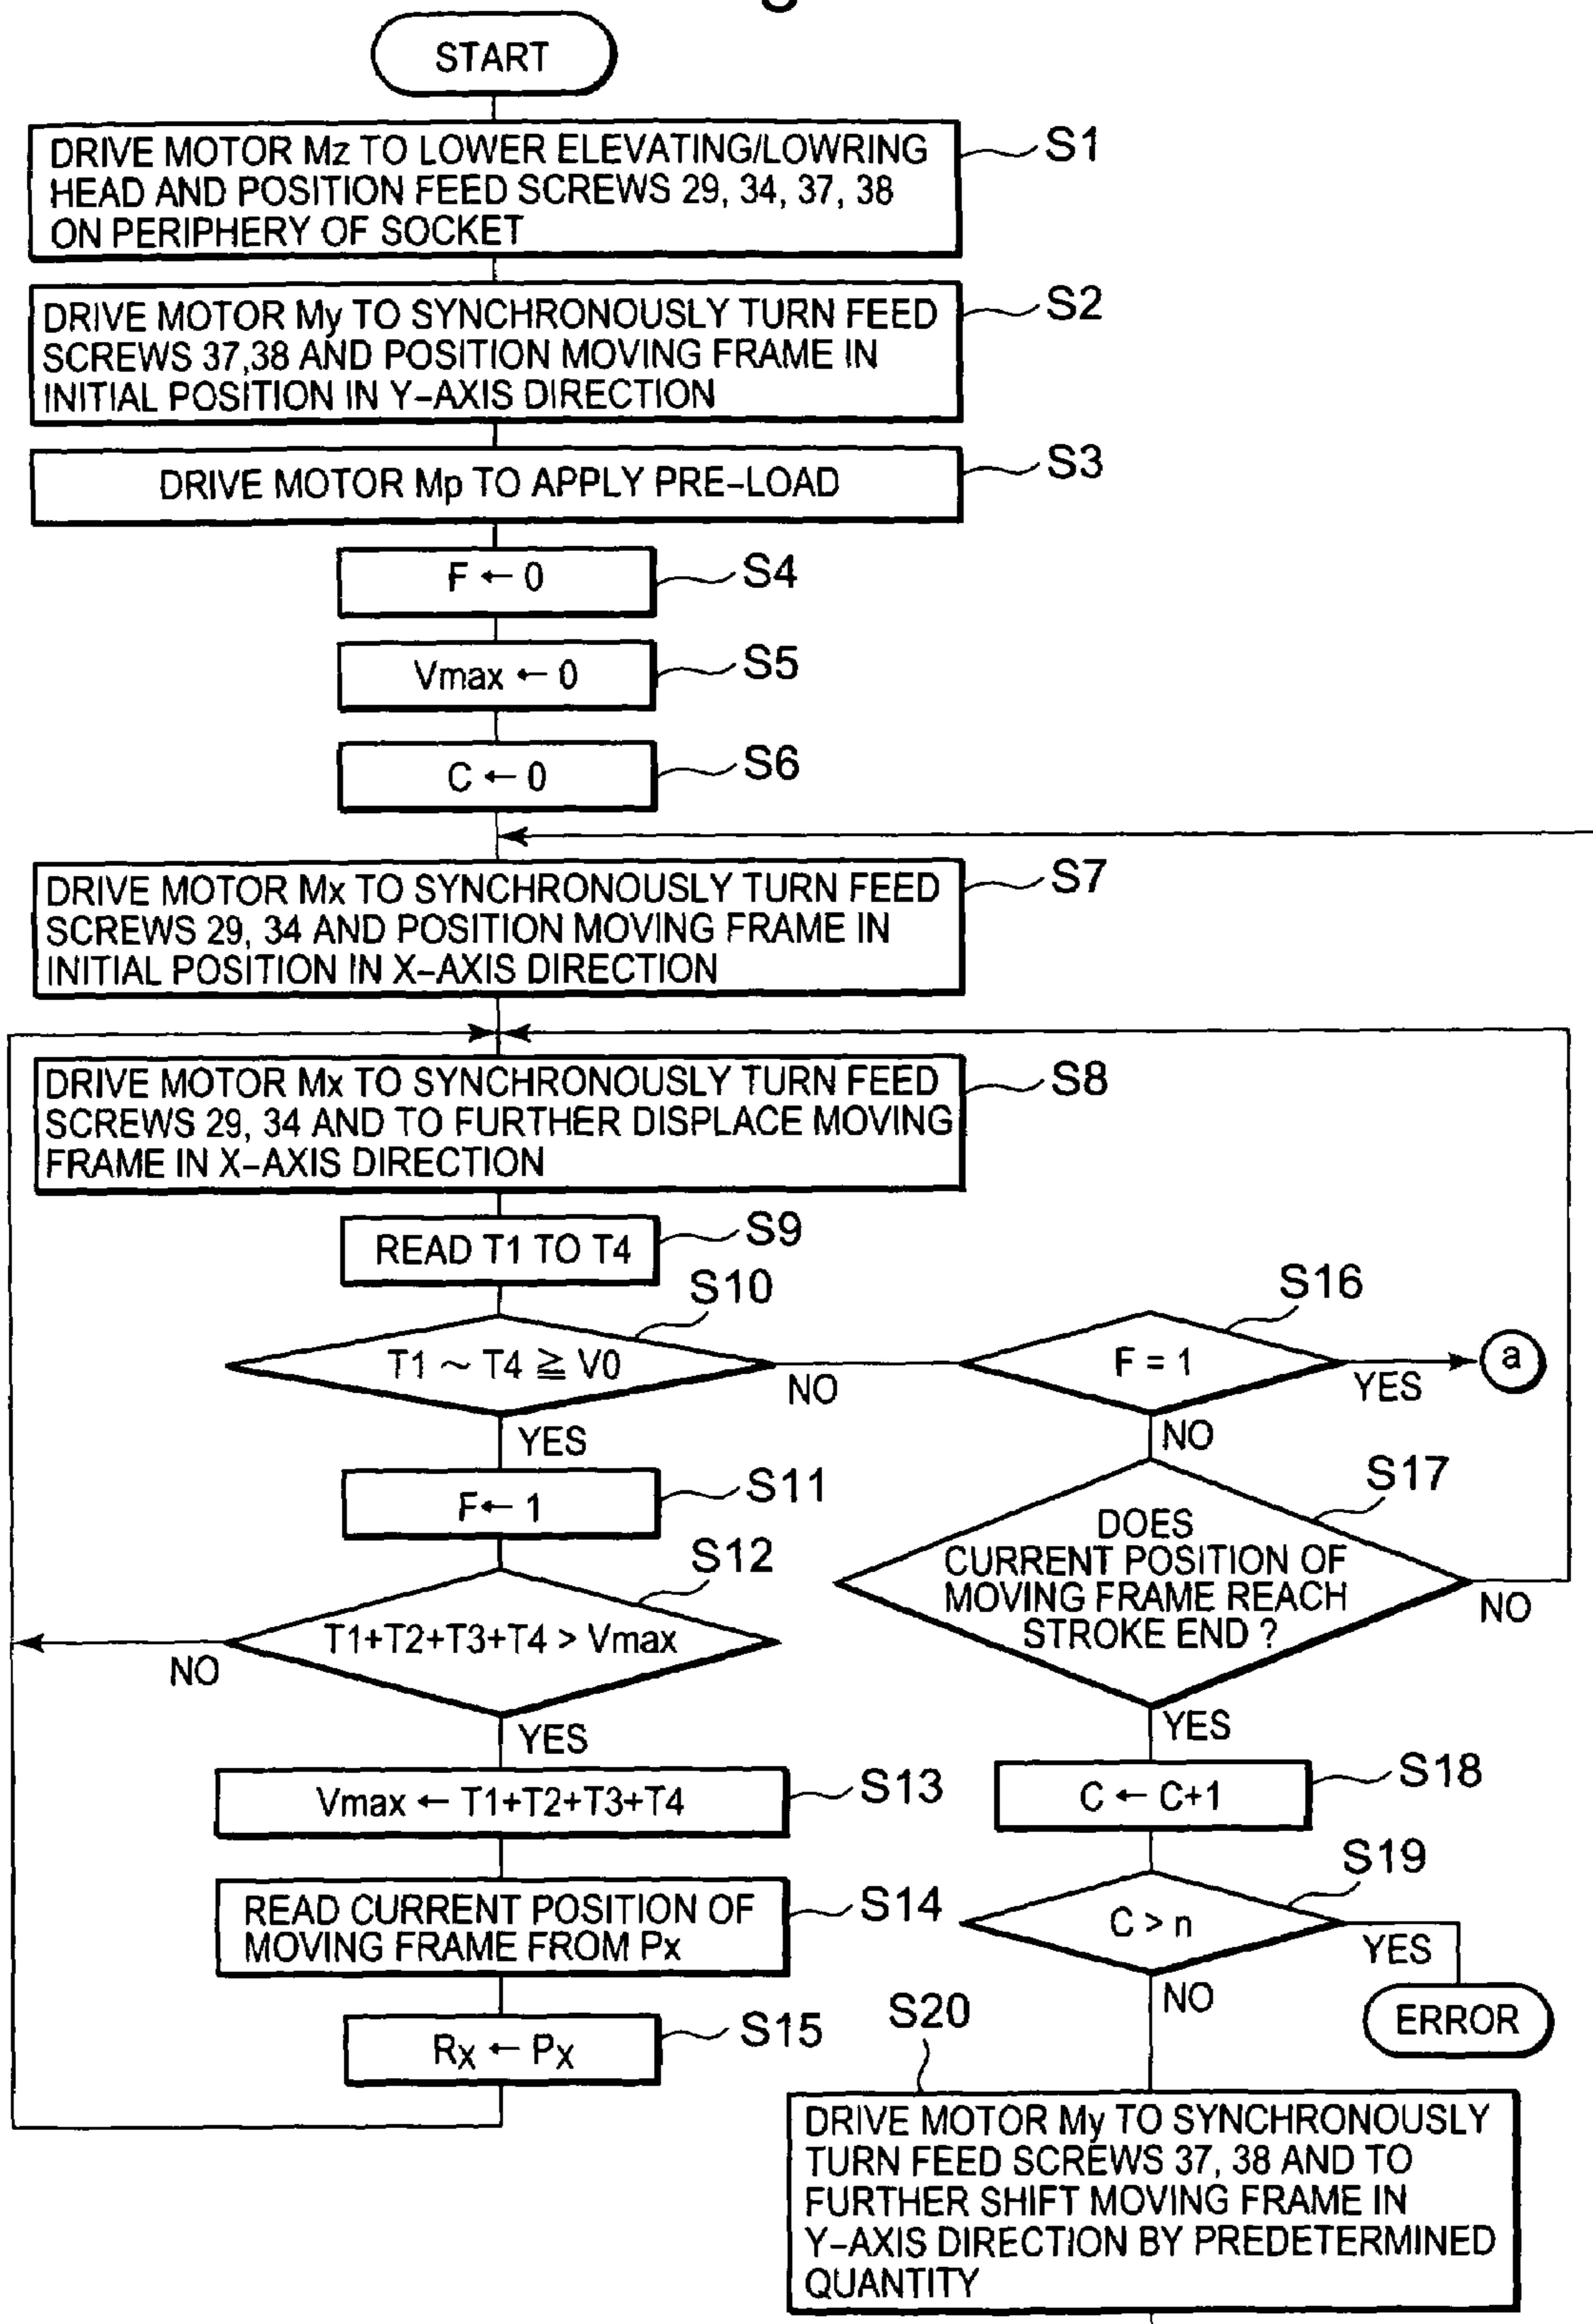 START
DRIVE MOTOR Mz TO LOWER ELEVATING/LOWRING
HEAD AND POSITION FEED SCREWS 29, 34, 37, 38
ON PERIPHERY OF SOCKET
S1
DRIVE MOTOR My TO SYNCHRONOUSLY TURN FEED
SCREWS 37,38 AND POSITION MOVING FRAME IN
INITIAL POSITION IN Y-AXIS DIRECTION
S2
DRIVE MOTOR Mp TO APPLY PRE-LOAD
S3
F ← 0
S4
Vmax ← 0
S5
C ← 0
S6
DRIVE MOTOR Mx TO SYNCHRONOUSLY TURN FEED
SCREWS 29, 34 AND POSITION MOVING FRAME IN
INITIAL POSITION IN X-AXIS DIRECTION
S7
DRIVE MOTOR Mx TO SYNCHRONOUSLY TURN FEED
SCREWS 29, 34 AND TO FURTHER DISPLACE MOVING
FRAME IN X-AXIS DIRECTION
S8
READ T1 TO T4
S9
T1 ~ T4 ≧ V0
S10
NO
YES
F← 1
S11
T1+T2+T3+T4 > Vmax
S12
NO
YES
Vmax ← T1+T2+T3+T4
S13
READ CURRENT POSITION OF
MOVING FRAME FROM Px
S14
Rx ← Px
S15
F = 1
S16
YES
a
NO
DOES
CURRENT POSITION OF
MOVING FRAME REACH
STROKE END ?
S17
NO
YES
C ← C+1
S18
C > n
S19
YES
ERROR
NO
S20
DRIVE MOTOR My TO SYNCHRONOUSLY
TURN FEED SCREWS 37, 38 AND TO
FURTHER SHIFT MOVING FRAME IN
Y-AXIS DIRECTION BY PREDETERMINED
QUANTITY